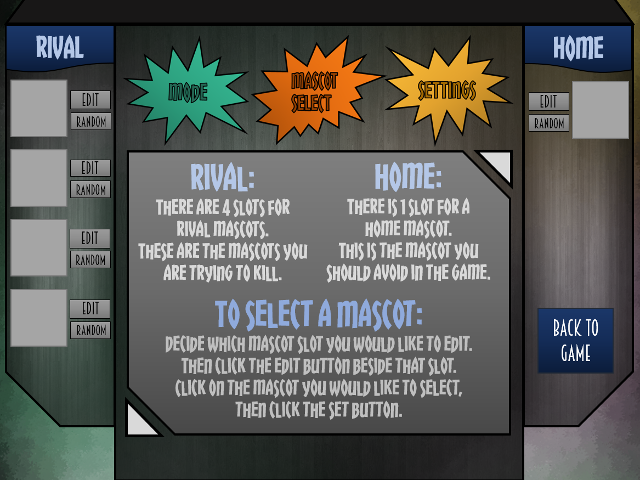 RIVAL
HOME
MODE
MASCOT
SELECT
SETTINGS
EDIT
RANDOM
EDIT
RANDOM
EDIT
RANDOM
EDIT
RANDOM
EDIT
RANDOM
RIVAL:
THERE ARE 4 SLOTS FOR
RIVAL MASCOTS.
THESE ARE THE MASCOTS YOU
ARE TRYING TO KILL.
HOME:
THERE IS 1 SLOT FOR A
HOME MASCOT.
THIS IS THE MASCOT YOU
SHOULD AVOID IN THE GAME.
TO SELECT A MASCOT:
DECIDE WHICH MASCOT SLOT YOU WOULD LIKE TO EDIT.
THEN CLICK THE EDIT BUTTON BESIDE THAT SLOT.
CLICK ON THE MASCOT YOU WOULD LIKE TO SELECT,
THEN CLICK THE SET BUTTON.
BACK TO
GAME